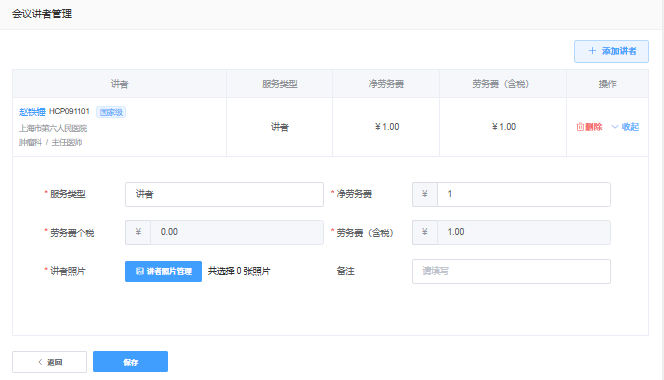 会议讲者管理
+ 添加讲者
讲者 服务类型 净劳务费 劳务费（含税） 操作
赵铁锤 HCP091101 国家级
上海市第六人民医院
肿瘤科 / 主任医师
讲者 ¥ 1.00 ¥ 1.00 删除 收起
* 服务类型 讲者 * 净劳务费 ¥ 1
* 劳务费个税 ¥ 0.00 * 劳务费（含税） ¥ 1.00
* 讲者照片 讲者照片管理 共选择 0 张照片 备注 请填写
< 返回 保存